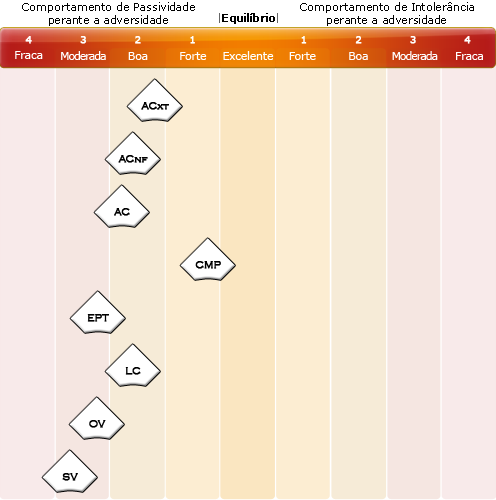 Comportamento de Passividade
perante a adversidade
|Equilíbrio|
Comportamento de Intolerância
perante a adversidade
4 3 2 1 1 2 3 4
Fraca Moderada Boa Forte Excelente Forte Boa Moderada Fraca
ACXT
ACNF
AC
CMP
EPT
LC
OV
SV